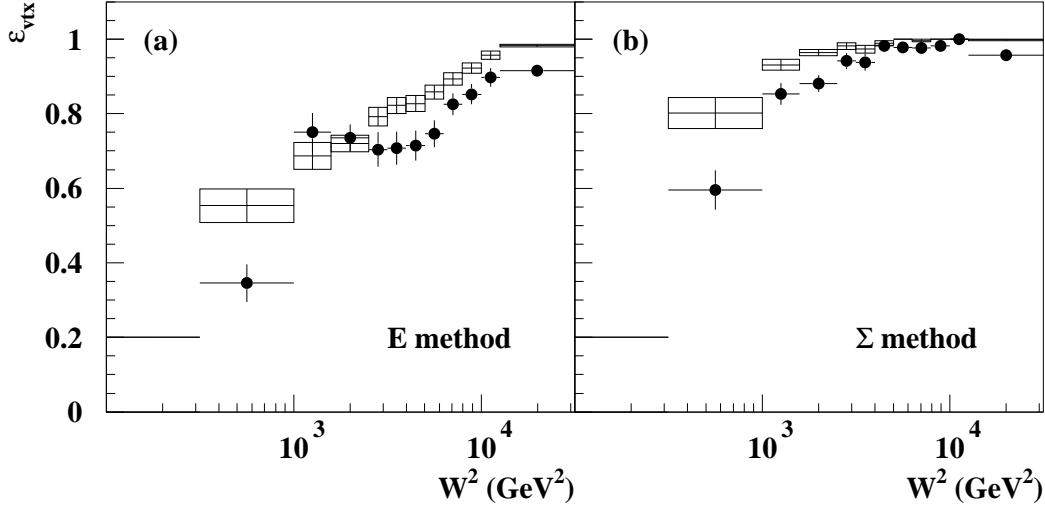 ε_vtx
1
0.8
0.6
0.4
0.2
0
(a)
E method
10^3
10^4
W^2 (GeV^2)
(b)
Σ method
10^3
10^4
W^2 (GeV^2)